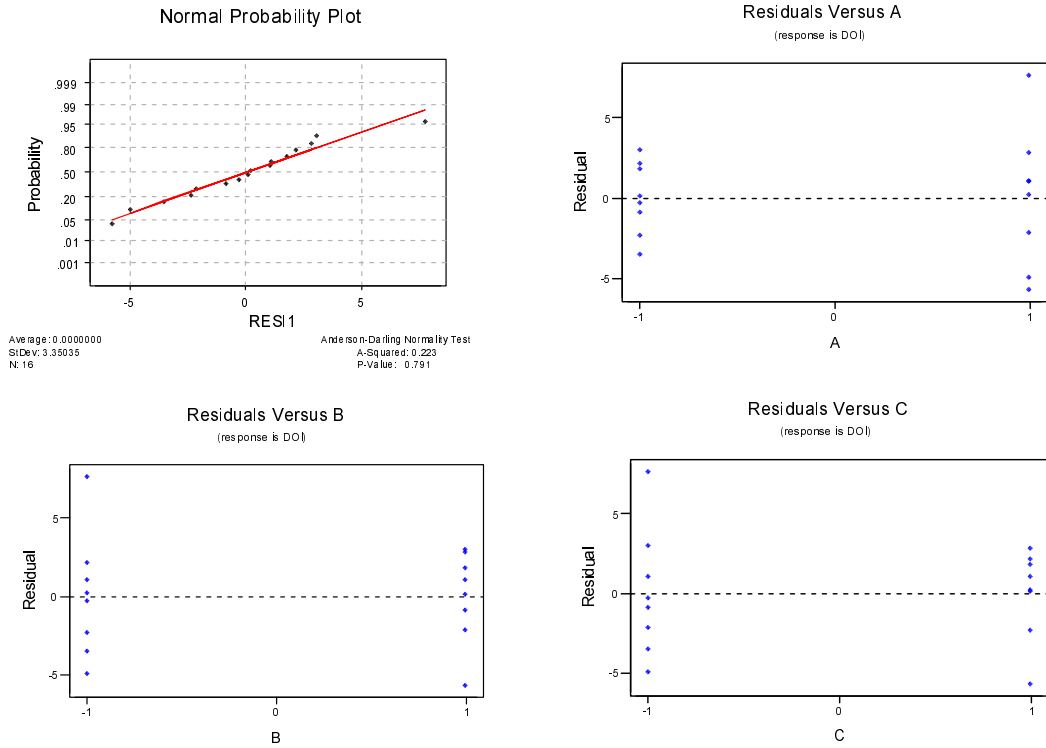 Normal Probability Plot
.999
.99
.95
.80
.50
.20
.05
.01
.001
Probability
-5
0
5
RESI1
Average: 0.0000000
StDev: 3.35035
N: 16
Anderson-Darling Normality Test
A-Squared: 0.223
P-Value: 0.791
Residuals Versus A
(response is DOI)
5
0
-5
Residual
-1
0
1
A
Residuals Versus B
(response is DOI)
5
0
-5
Residual
-1
0
1
B
Residuals Versus C
(response is DOI)
5
0
-5
Residual
-1
0
1
C